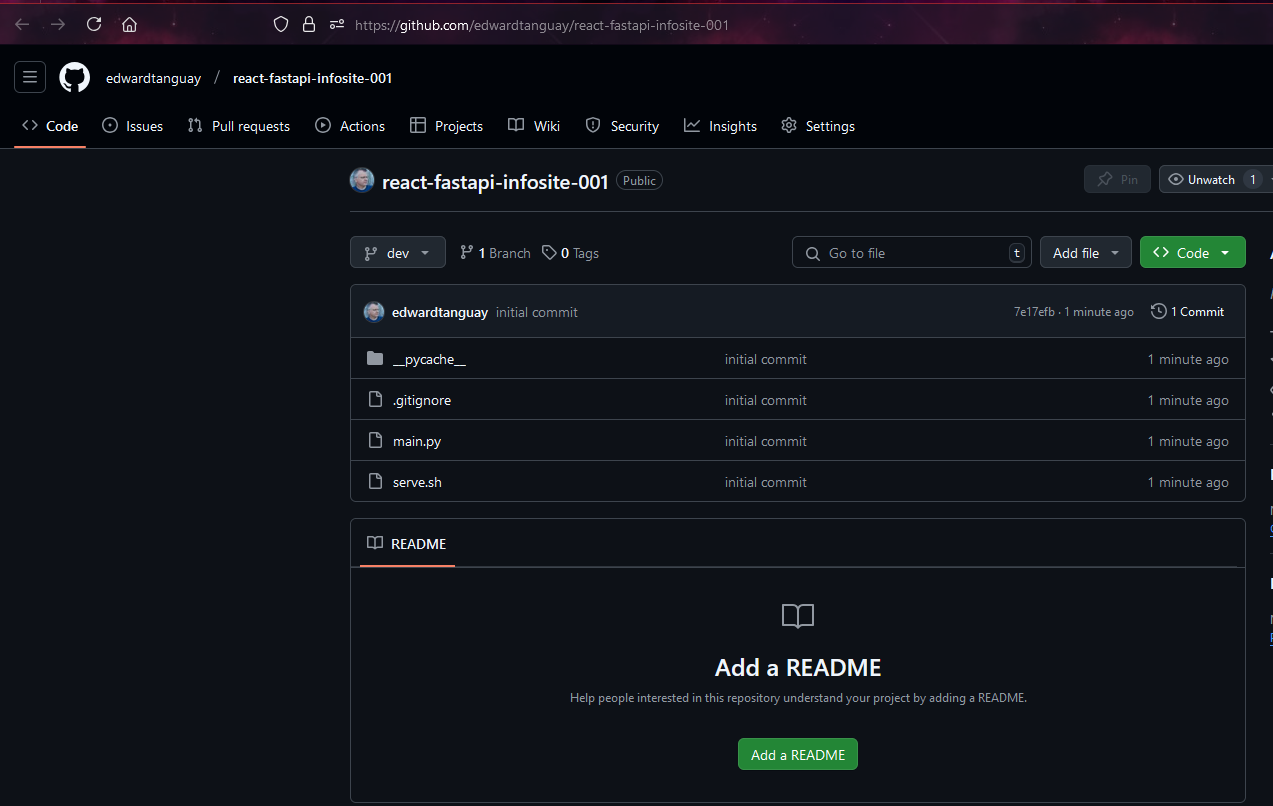 https://github.com/edwardtanguay/react-fastapi-infosite-001
edwardtanguay / react-fastapi-infosite-001
Code Issues Pull requests Actions Projects Wiki Security Insights Settings
react-fastapi-infosite-001 Public Pin Unwatch 1
dev 1 Branch 0 Tags Go to file t Add file Code
edwardtanguay initial commit 7e17efb · 1 minute ago 1 Commit
__pycache__ initial commit 1 minute ago
.gitignore initial commit 1 minute ago
main.py initial commit 1 minute ago
serve.sh initial commit 1 minute ago
README
Add a README
Help people interested in this repository understand your project by adding a README.
Add a README